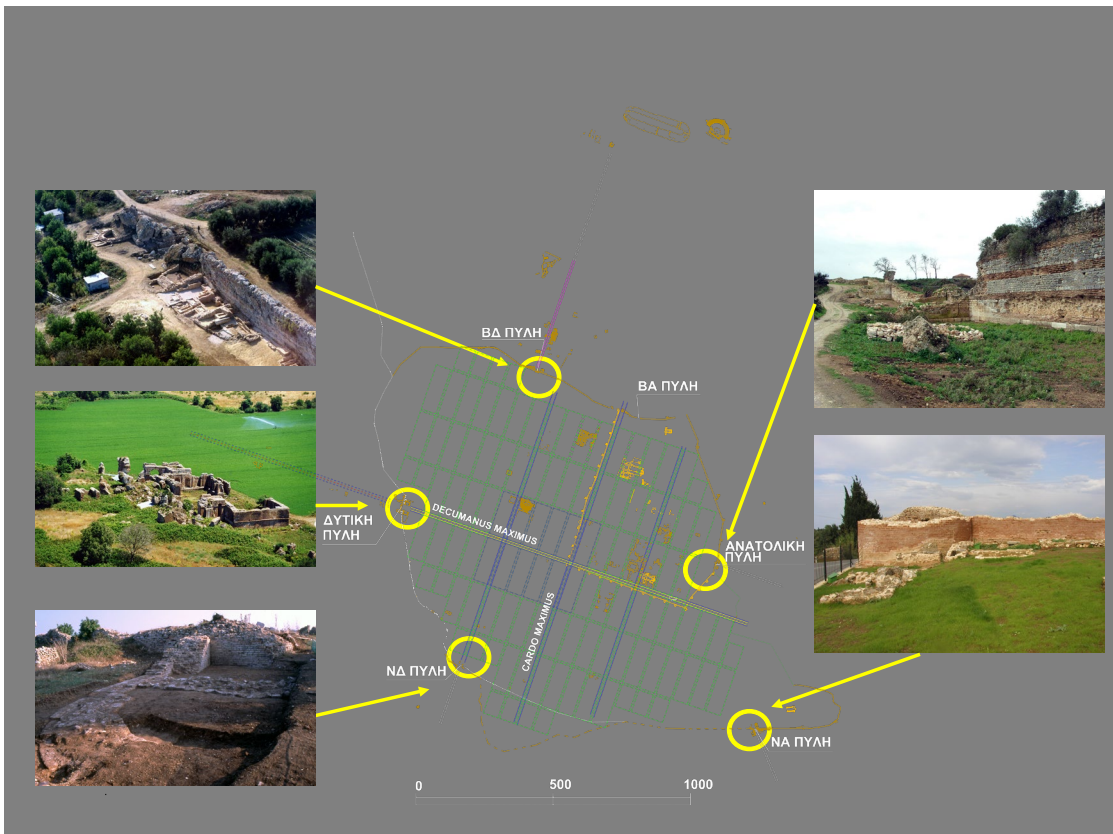 ΒΔ ΠΥΛΗ
ΒΑ ΠΥΛΗ
DECUMANUS MAXIMUS
ΔΥΤΙΚΗ
ΠΥΛΗ
ΑΝΑΤΟΛΙΚΗ
ΠΥΛΗ
CARDO MAXIMUS
ΝΔ ΠΥΛΗ
ΝΑ ΠΥΛΗ
0 500 1000